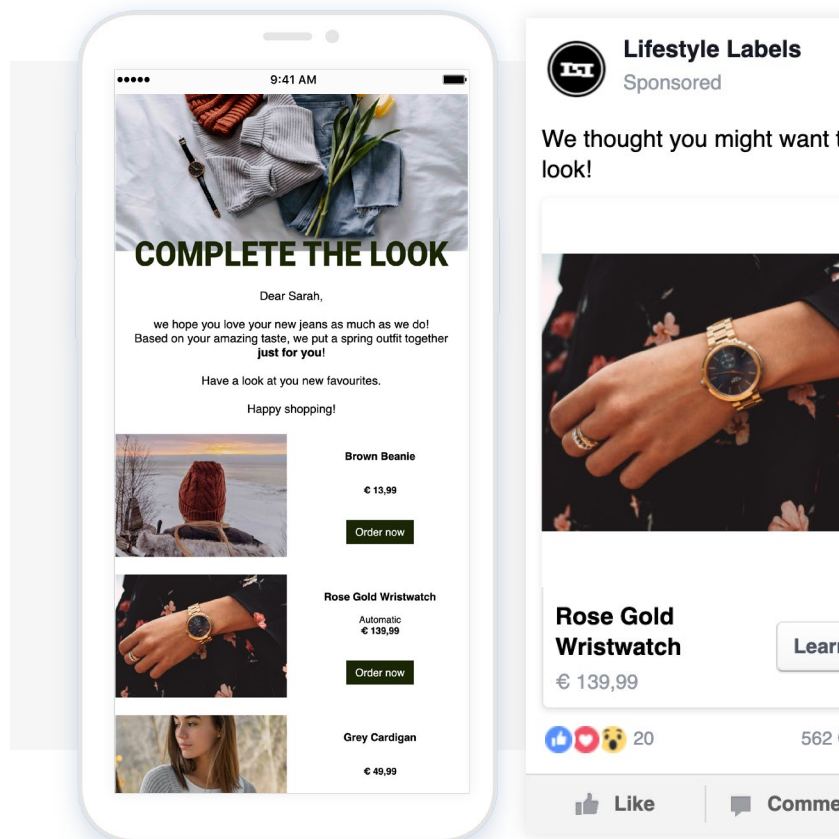 9:41 AM
COMPLETE THE LOOK
Dear Sarah,
we hope you love your new jeans as much as we do!
Based on your amazing taste, we put a spring outfit together
just for you!
Have a look at you new favourites.
Happy shopping!
Brown Beanie
€ 13,99
Order now
Rose Gold Wristwatch
Automatic
€ 139,99
Order now
Grey Cardigan
€ 49,99
Lifestyle Labels
Sponsored
We thought you might want
look!
Rose Gold
Wristwatch
€ 139,99
20
562
Like